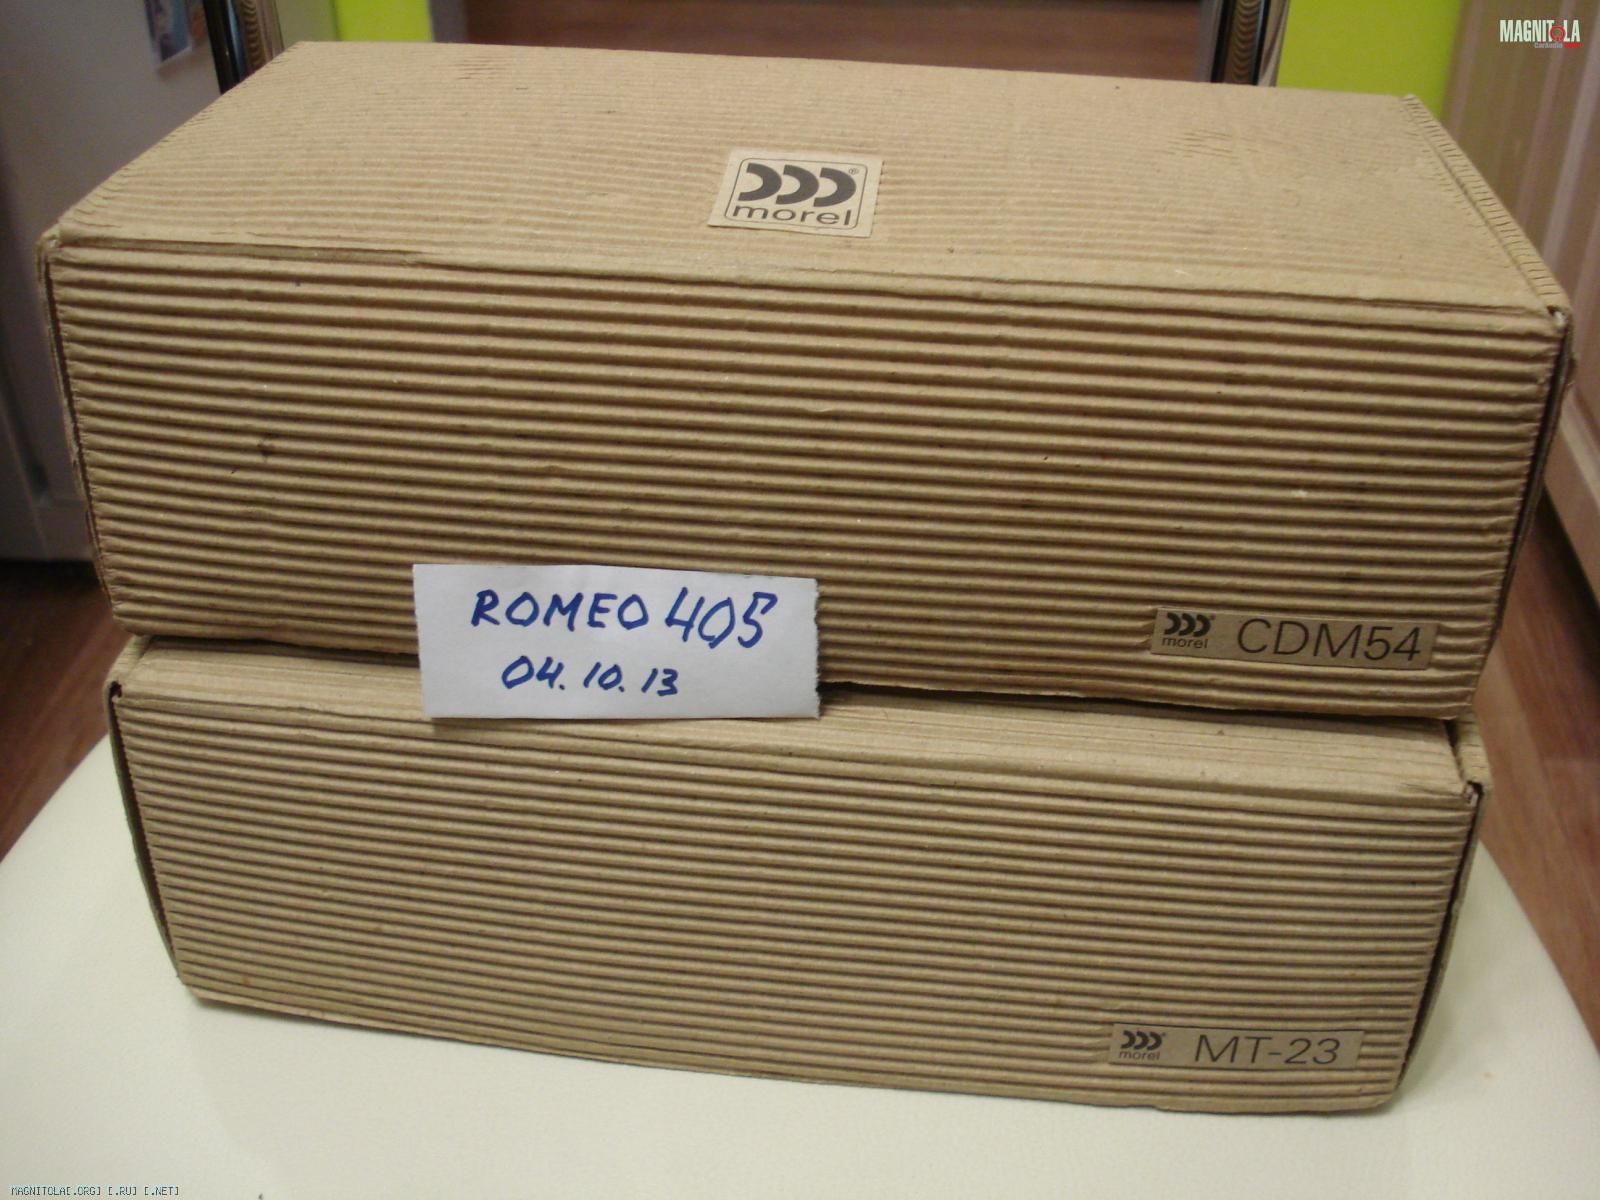 MAGNITOLA
morel
ROMEO 405
04.10.13
morel CDM54
morel MT-23
MAGNITOLA[.ORG] [.RU] [.NET]